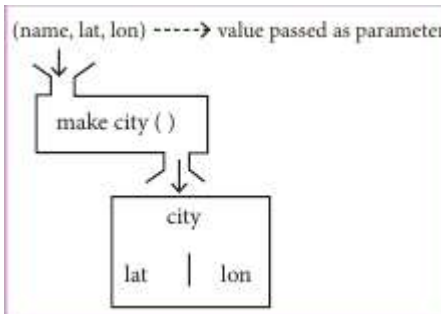 (name, lat, lon) -----> value passed as parameter
make city ( )
city
lat | lon